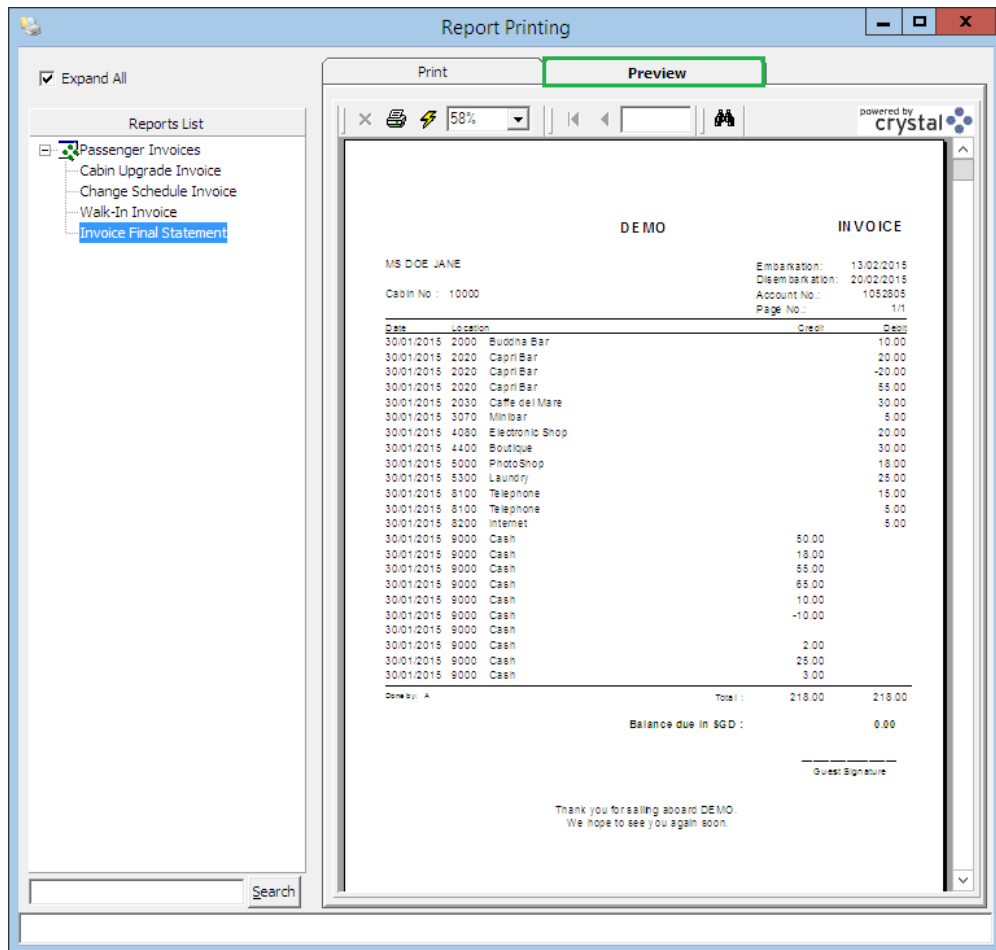 Report Printing
Expand All
Print
Preview
Reports List
58%
powered by
crystal
Passenger Invoices
Cabin Upgrade Invoice
Change Schedule Invoice
Walk-In Invoice
Invoice Final Statement
DEMO INVOICE
MS DOE JANE
Embarkation: 13/02/2015
Disembarkation: 20/02/2015
Cabin No : 10000
Account No.: 1052805
Page No.: 1/1
Date Location Credit Debit
30/01/2015 2000 Buddha Bar 10.00
30/01/2015 2020 Capri Bar 20.00
30/01/2015 2020 Capri Bar -20.00
30/01/2015 2020 Capri Bar 55.00
30/01/2015 2030 Caffe del Mare 30.00
30/01/2015 3070 Minibar 5.00
30/01/2015 4080 Electronic Shop 20.00
30/01/2015 4400 Boutique 30.00
30/01/2015 5000 PhotoShop 18.00
30/01/2015 5300 Laundry 25.00
30/01/2015 8100 Telephone 15.00
30/01/2015 8100 Telephone 5.00
30/01/2015 8200 Internet 5.00
30/01/2015 9000 Cash 50.00
30/01/2015 9000 Cash 18.00
30/01/2015 9000 Cash 55.00
30/01/2015 9000 Cash 65.00
30/01/2015 9000 Cash 10.00
30/01/2015 9000 Cash -10.00
30/01/2015 9000 Cash
30/01/2015 9000 Cash 2.00
30/01/2015 9000 Cash 25.00
30/01/2015 9000 Cash 3.00
Done by: A Total : 218.00 218.00
Balance due in SGD : 0.00
Guest Signature
Thank you for sailing aboard DEMO.
We hope to see you again soon.
Search